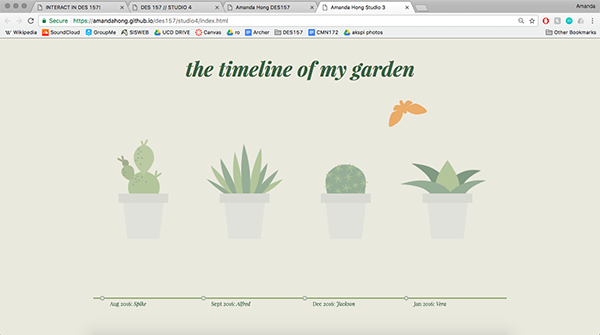 INTERACT IN DES 157!
DES 157 // STUDIO 4
Amanda Hong DES157
Amanda Hong Studio 3
Amanda
Secure https://amandahong.github.io/des157/studio4/index.html
Wikipedia SoundCloud GroupMe SISWEB UCD DRIVE Canvas ro Archer DES157 CMN172 akspi photos Other Bookmarks
the timeline of my garden
Aug 2016: Spike
Sept 2016: Alfred
Dec 2016: Jackson
Jan 2016: Vera